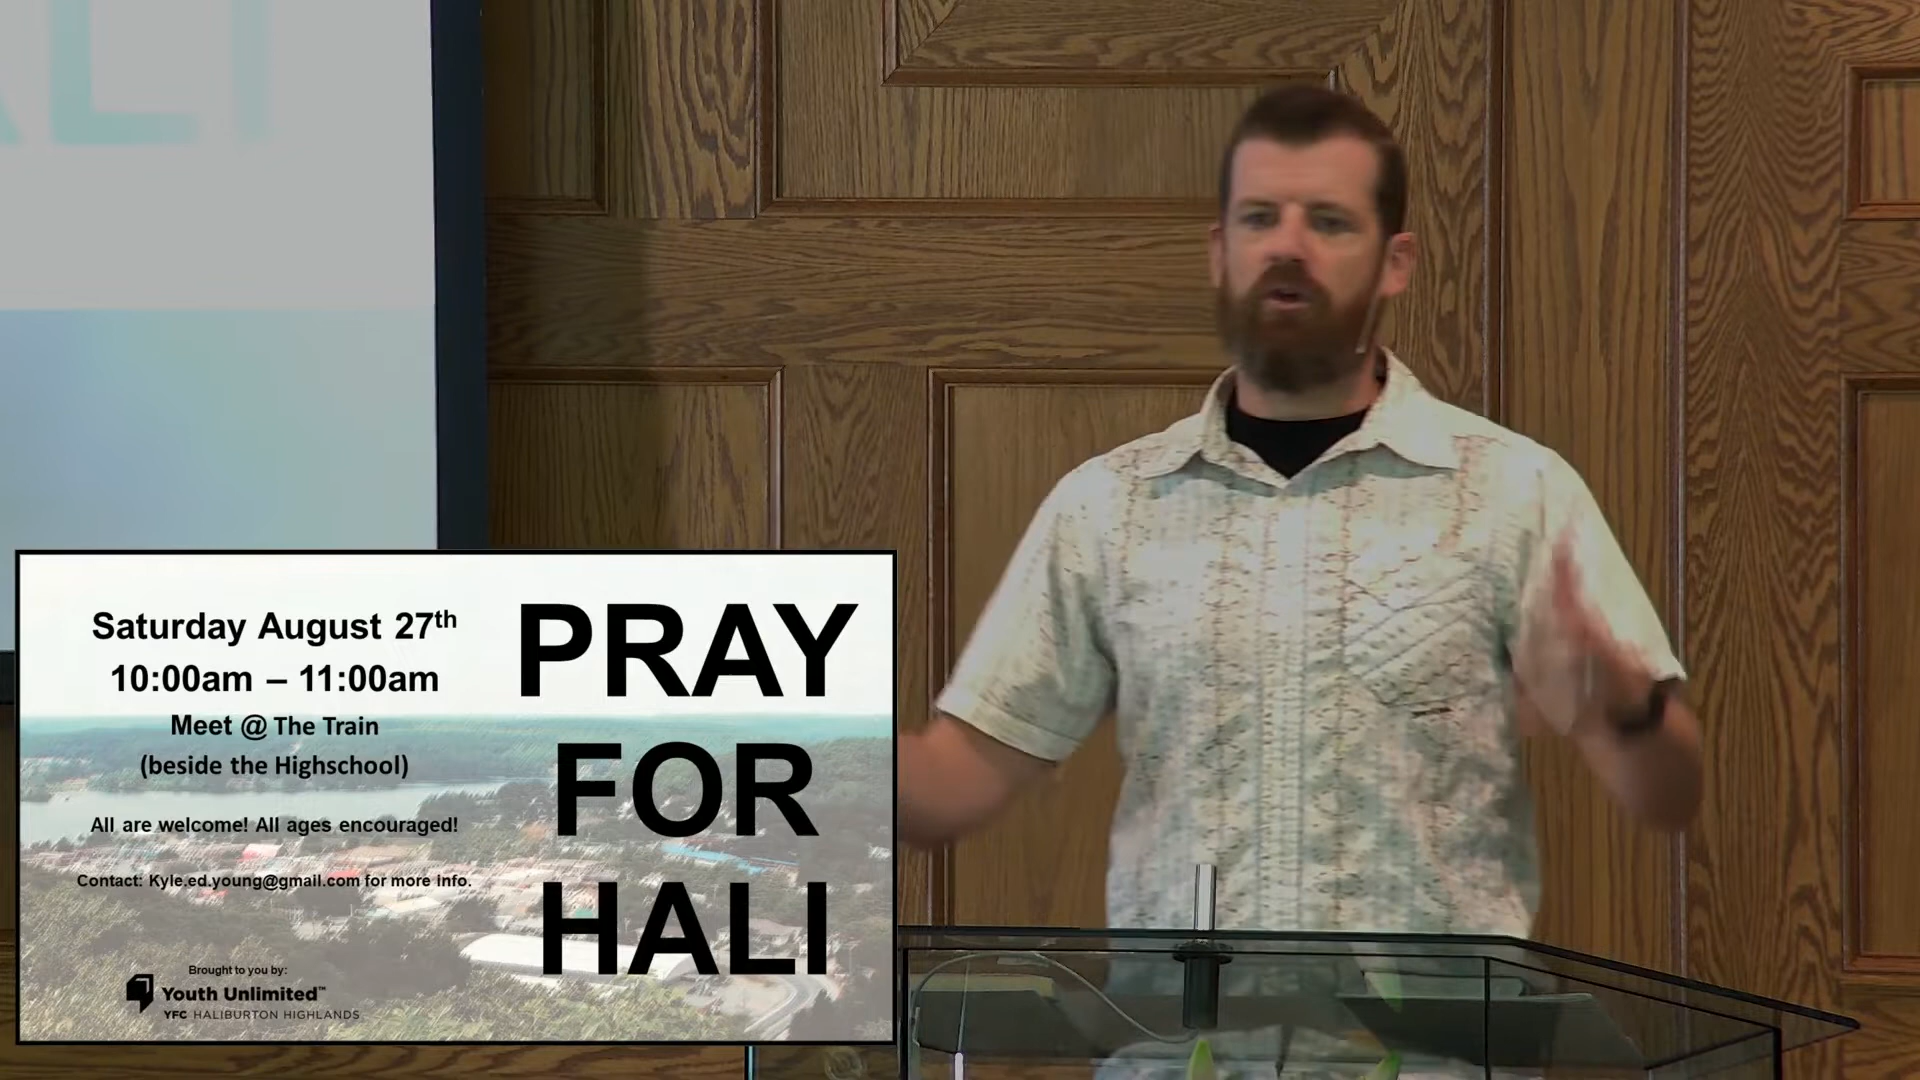 ALI
Saturday August 27th
10:00am – 11:00am
Meet @ The Train
(beside the Highschool)
All are welcome! All ages encouraged!
Contact: Kyle.ed.young@gmail.com for more info.
Brought to you by:
Youth Unlimited™
YFC HALIBURTON HIGHLANDS
PRAY
FOR
HALI